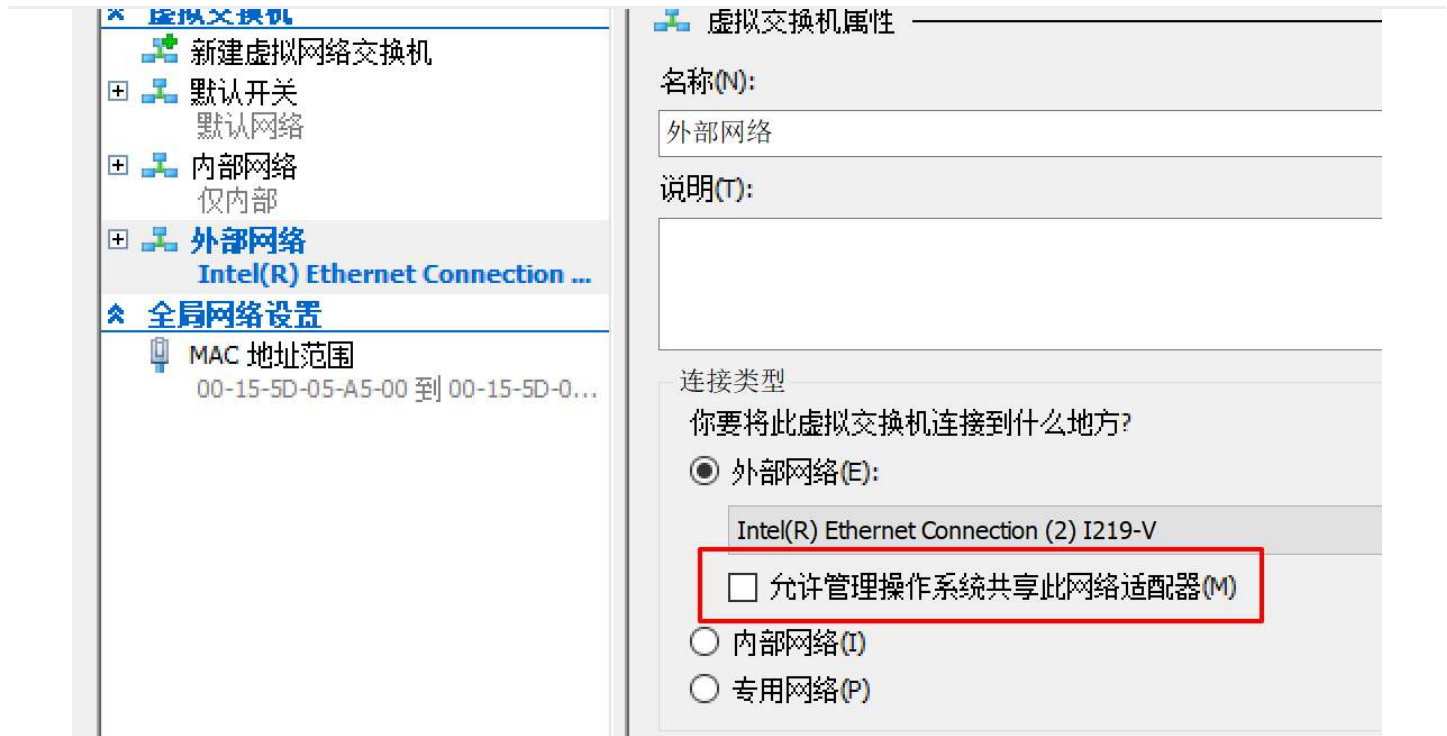 虚拟交换机
新建虚拟网络交换机
默认开关
默认网络
内部网络
仅内部
外部网络
Intel(R) Ethernet Connection ...
全局网络设置
MAC 地址范围
00-15-5D-05-A5-00 到 00-15-5D-0...
虚拟交换机属性
名称(N):
外部网络
说明(T):
连接类型
你要将此虚拟交换机连接到什么地方?
外部网络(E):
Intel(R) Ethernet Connection (2) I219-V
允许管理操作系统共享此网络适配器(M)
内部网络(I)
专用网络(P)